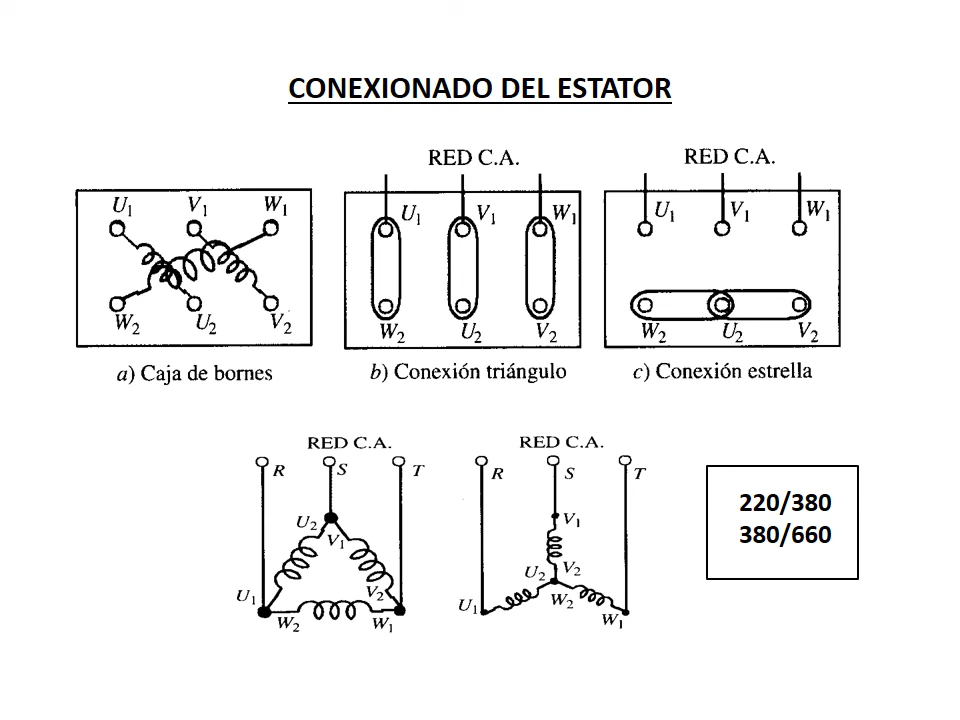 CONEXIONADO DEL ESTATOR
RED C.A.
RED C.A.
U1 V1 W1
W2 U2 V2
a) Caja de bornes
U1 V1 W1
W2 U2 V2
b) Conexión triángulo
U1 V1 W1
W2 U2 V2
c) Conexión estrella
RED C.A.
R S T
U2
V1
U1 V2
W2 W1
RED C.A.
R S T
V1
U2 V2
U1 W2 W1
220/380
380/660